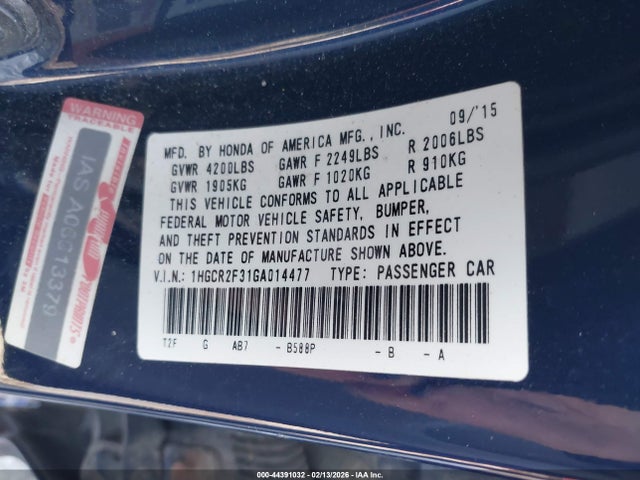 WARNING
TRACEABLE
IAS A0SG13379
09/'15
MFD. BY HONDA OF AMERICA MFG., INC.
GVWR 4200LBS GAWR F 2249LBS R 2006LBS
GVWR 1905KG GAWR F 1020KG R 910KG
THIS VEHICLE CONFORMS TO ALL APPLICABLE
FEDERAL MOTOR VEHICLE SAFETY, BUMPER,
AND THEFT PREVENTION STANDARDS IN EFFECT
ON THE DATE OF MANUFACTURE SHOWN ABOVE.
V.I.N.: 1HGCR2F31GA014477 TYPE: PASSENGER CAR
T2F G AB7 - B588P - B - A
000-44391032 - 02/13/2026 - IAA Inc.